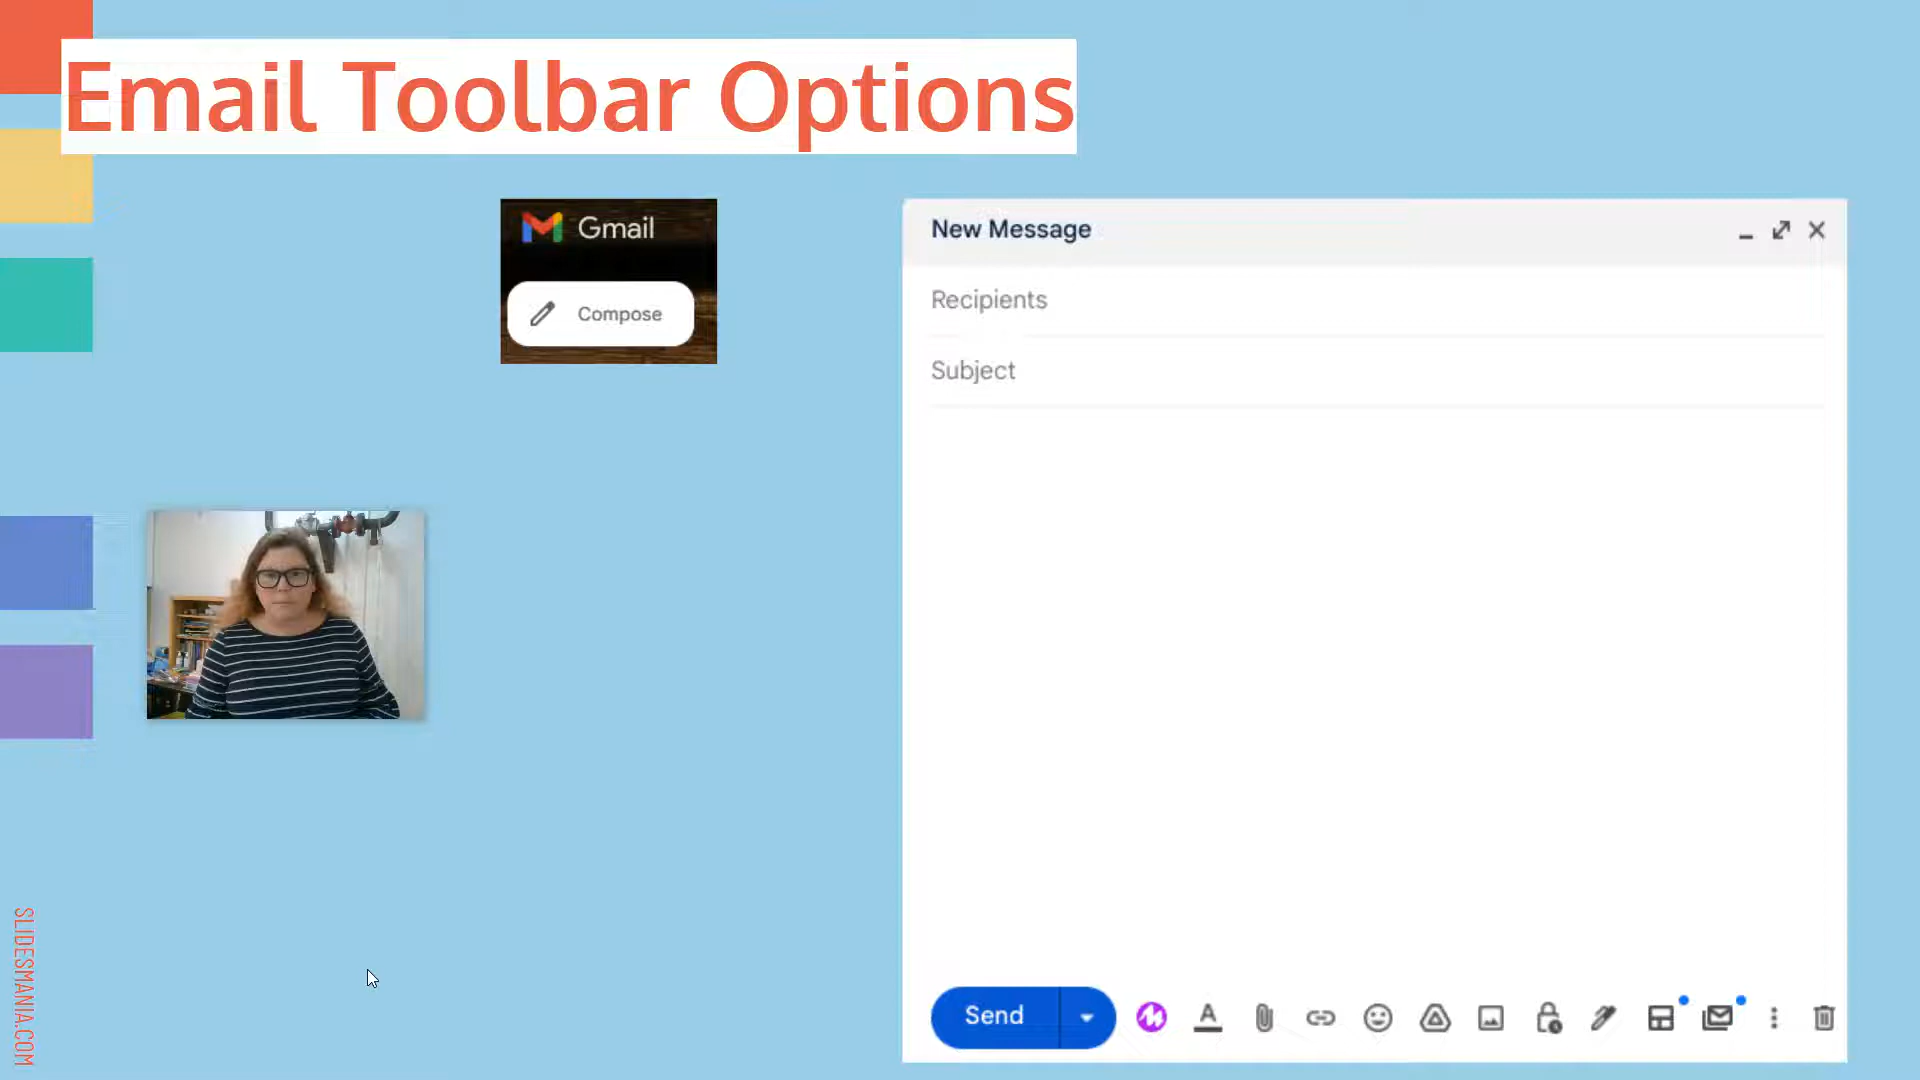 Email Toolbar Options
Gmail
Compose
New Message
Recipients
Subject
Send
SLIDESMANIA.COM